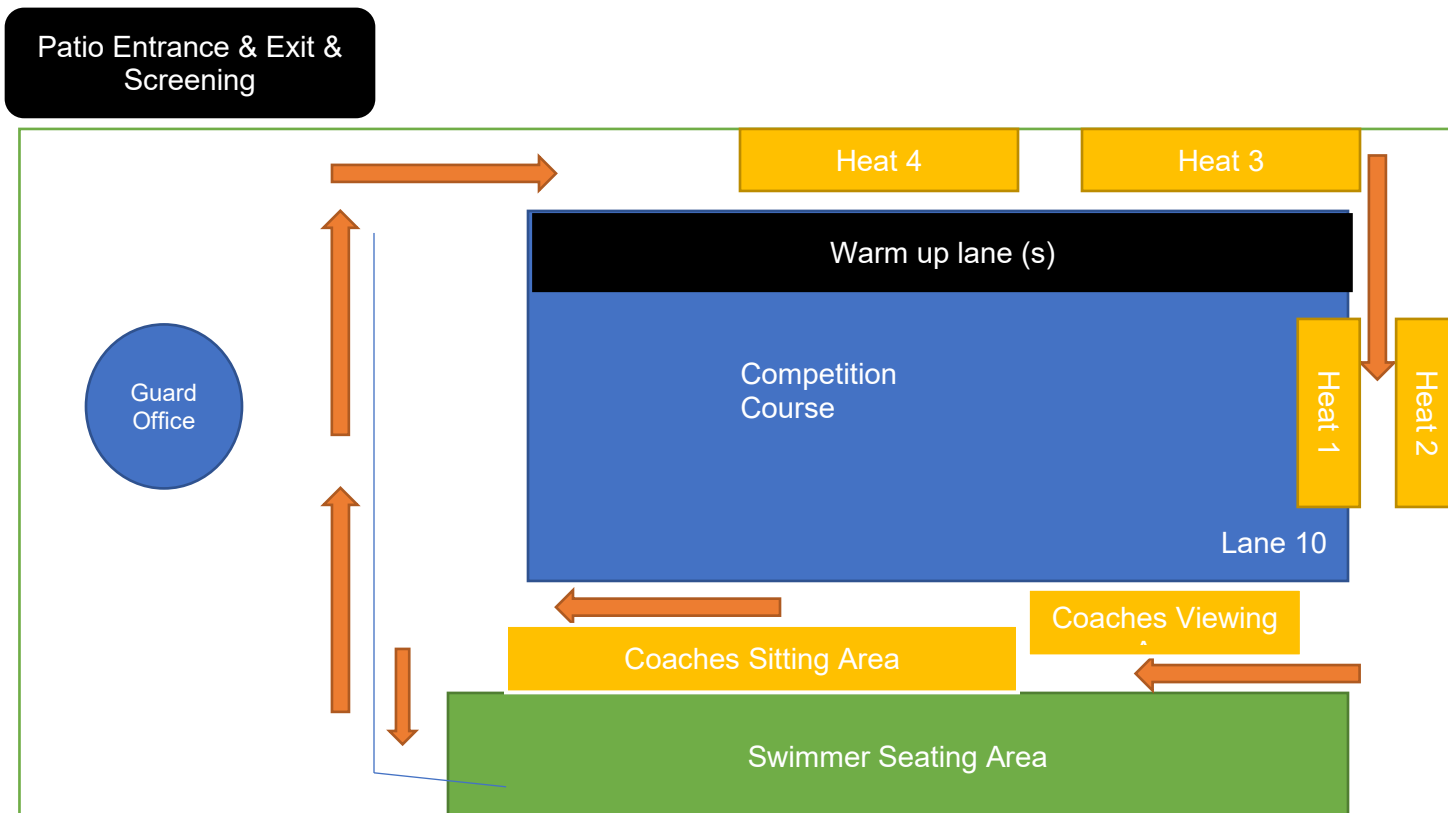 Patio Entrance & Exit &
Screening
Heat 4
Heat 3
Warm up lane (s)
Competition
Course
Guard
Office
Heat 1
Heat 2
Lane 10
Coaches Viewing
Coaches Sitting Area
Swimmer Seating Area